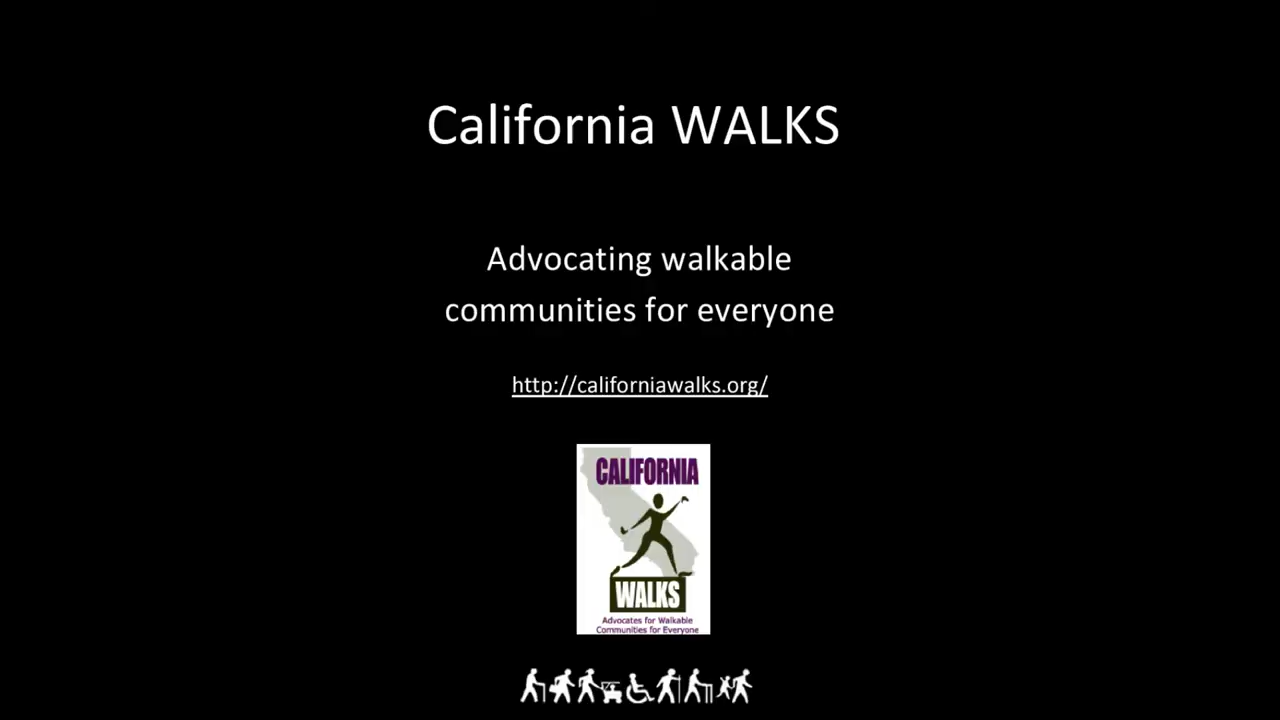 California WALKS
Advocating walkable
communities for everyone
http://californiawalks.org/
CALIFORNIA
WALKS
Advocates for Walkable
Communities for Everyone